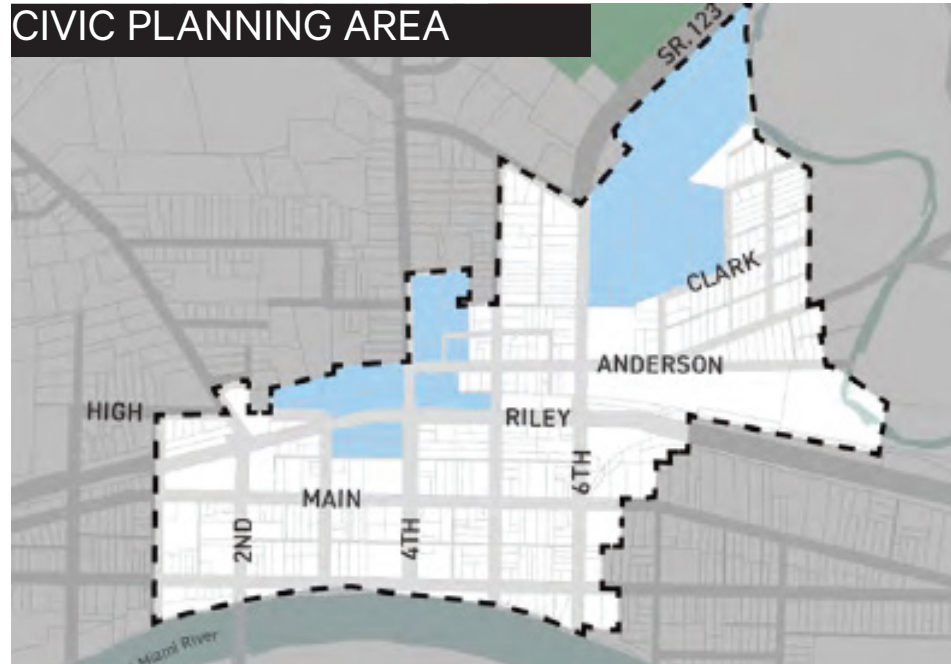 CIVIC PLANNING AREA
SR. 123
CLARK
ANDERSON
HIGH
RILEY
6TH
MAIN
2ND
4TH
Miami River